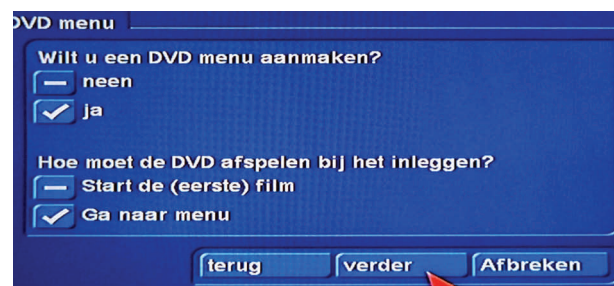 DVD menu
Wilt u een DVD menu aanmaken?
neen
ja
Hoe moet de DVD afspelen bij het inleggen?
Start de (eerste) film
Ga naar menu
terug verder Afbreken